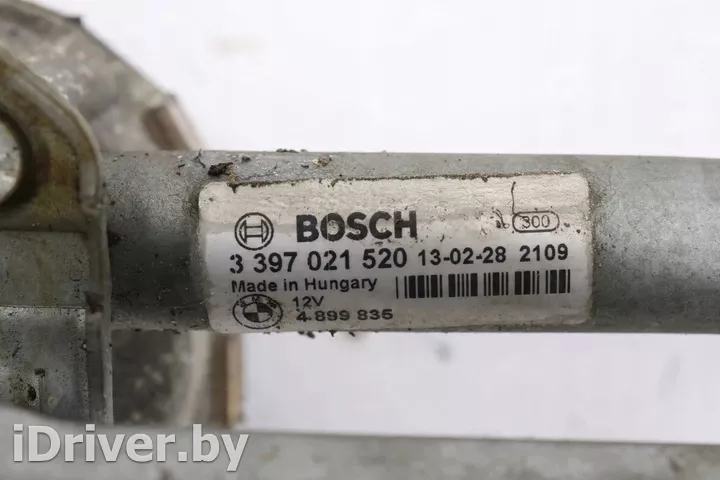 BOSCH 300
3 397 021 520 13-02-28 2109
Made in Hungary
12V
BMW 4 899 835
iDriver.by